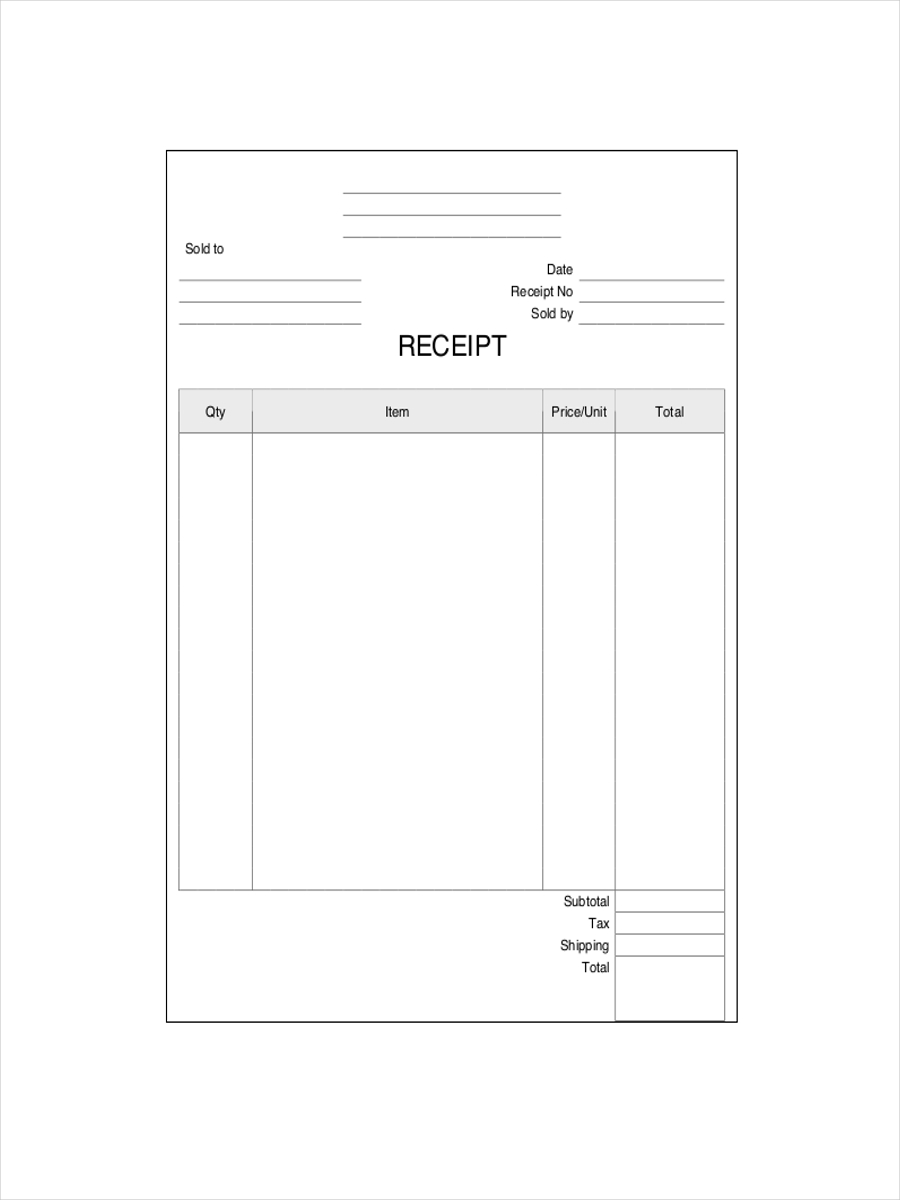 Sold to
Date
Receipt No
Sold by
RECEIPT
Qty Item Price/Unit Total
Subtotal
Tax
Shipping
Total